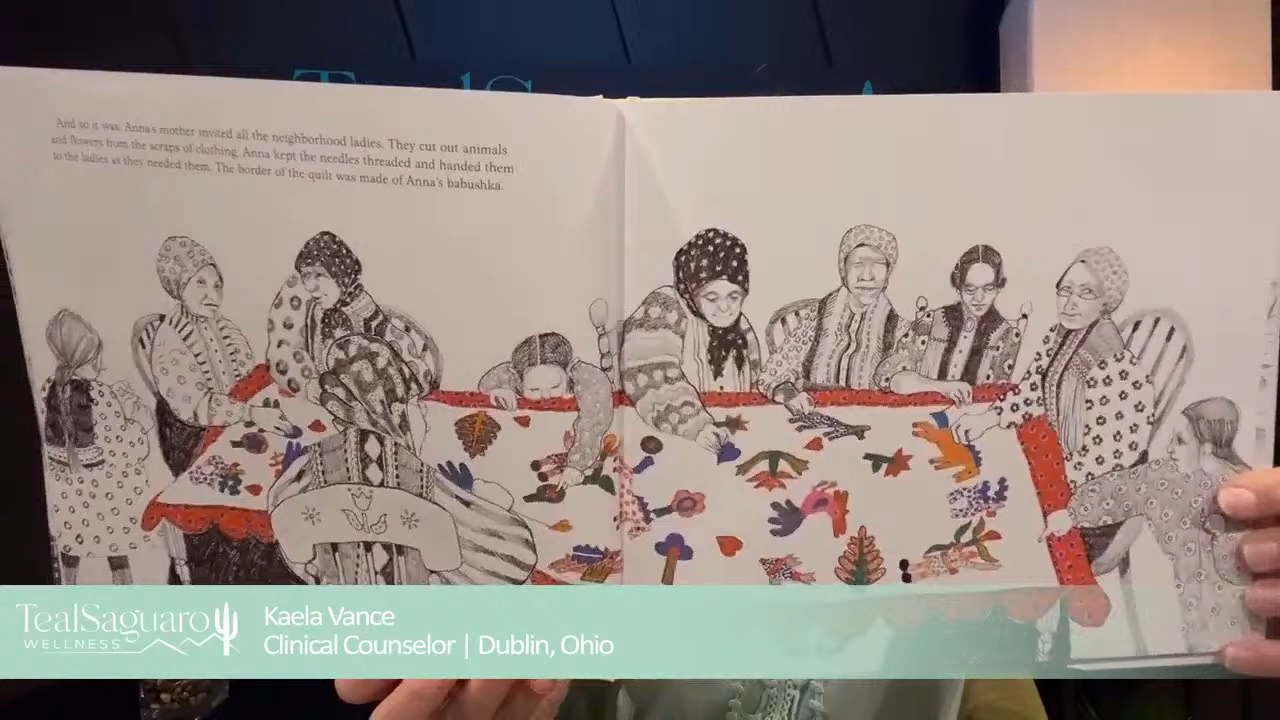 And so it was. Anna's mother invited all the neighborhood ladies. They cut out animals
and flowers from the scraps of clothing. Anna kept the needles threaded and handed them
to the ladies as they needed them. The border of the quilt was made of Anna's babushka.
TealSaguaro
WELLNESS
Kaela Vance
Clinical Counselor | Dublin, Ohio